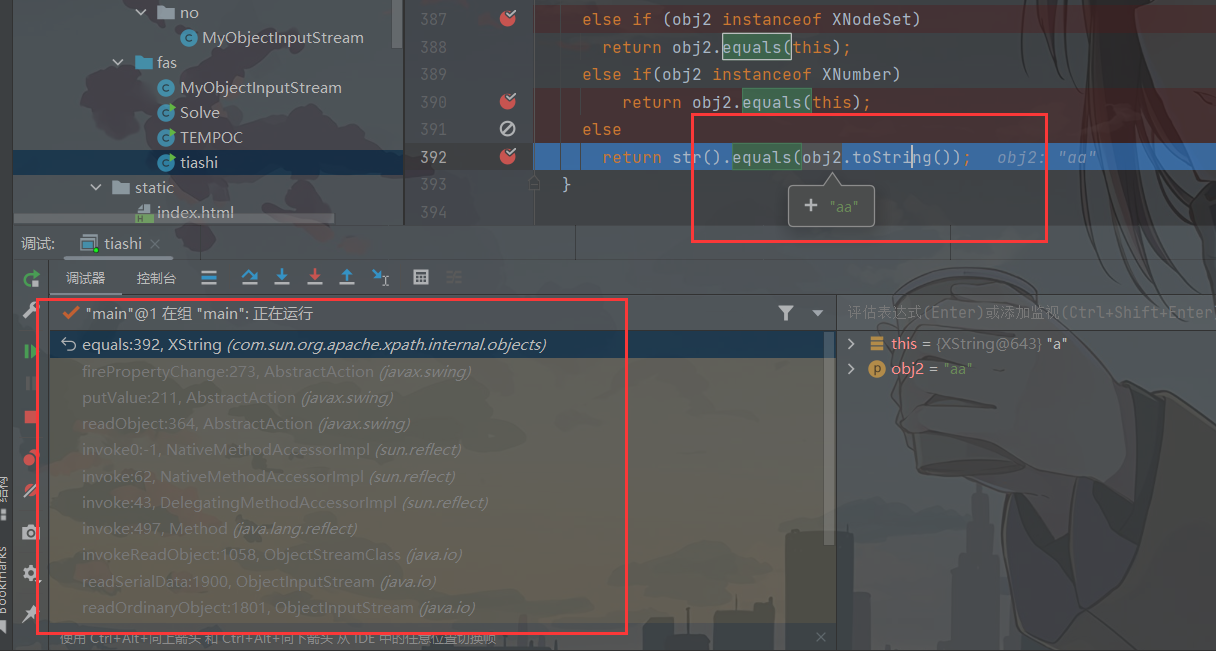 no
MyObjectInputStream
fas
MyObjectInputStream
Solve
TEMPOC
tiashi
static
index.html
387 else if (obj2 instanceof XNodeSet)
388 return obj2.equals(this);
389 else if(obj2 instanceof XNumber)
390 return obj2.equals(this);
391 else
392 return str().equals(obj2.toString()); obj2: "aa"
393 }
394
+ "aa"
调试: tiashi
调试器 控制台
"main"@1 在组 "main": 正在运行
equals:392, XString (com.sun.org.apache.xpath.internal.objects)
firePropertyChange:273, AbstractAction (javax.swing)
putValue:211, AbstractAction (javax.swing)
readObject:364, AbstractAction (javax.swing)
invoke0:-1, NativeMethodAccessorImpl (sun.reflect)
invoke:62, NativeMethodAccessorImpl (sun.reflect)
invoke:43, DelegatingMethodAccessorImpl (sun.reflect)
invoke:497, Method (java.lang.reflect)
invokeReadObject:1058, ObjectStreamClass (java.io)
readSerialData:1900, ObjectInputStream (java.io)
readOrdinaryObject:1801, ObjectInputStream (java.io)
使用 Ctrl+Alt+向上箭头 和 Ctrl+Alt+向下箭头 从 IDE 中的任意位置切换帧
评估表达式(Enter)或添加监视(Ctrl+Shift+Enter
this = {XString@643} "a"
obj2 = "aa"
结构
Bookmarks